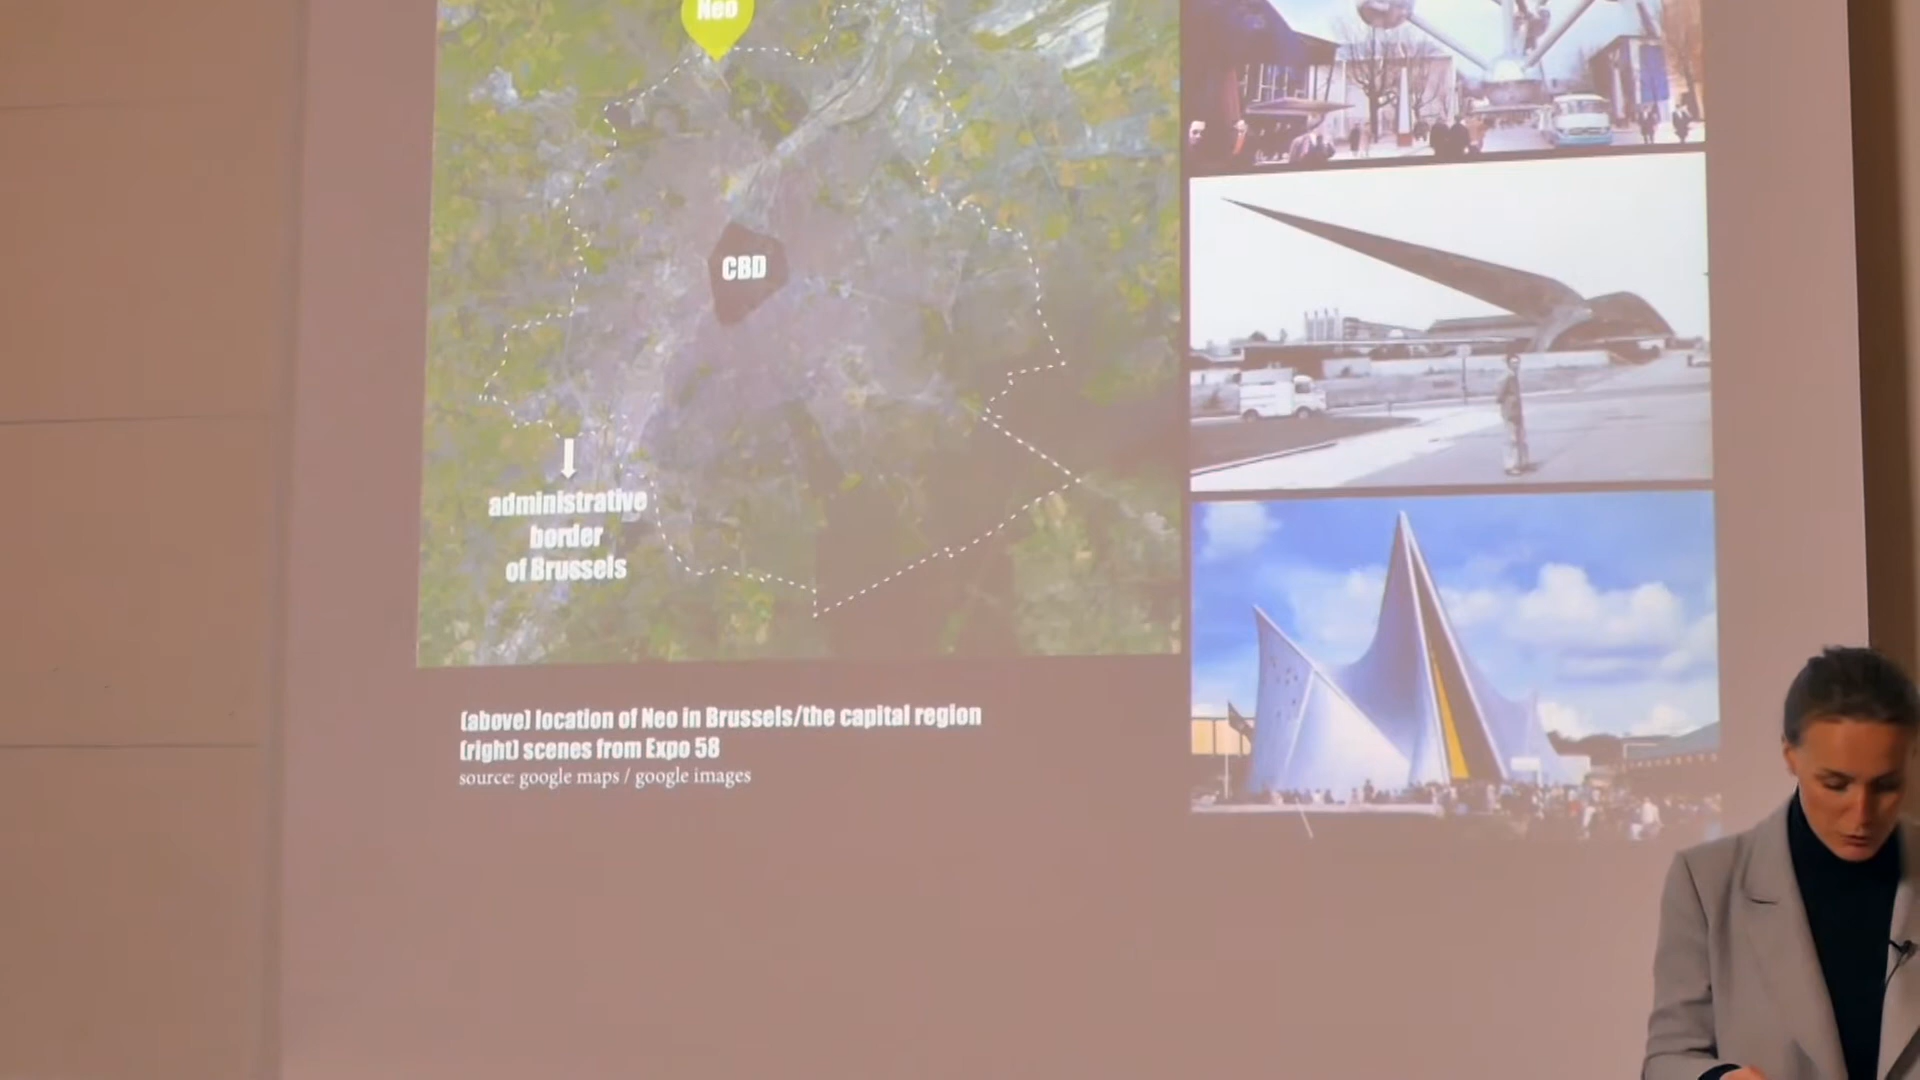 Neo
CBD
administrative
border
of Brussels
(above) location of Neo in Brussels/the capital region
(right) scenes from Expo 58
source: google maps / google images